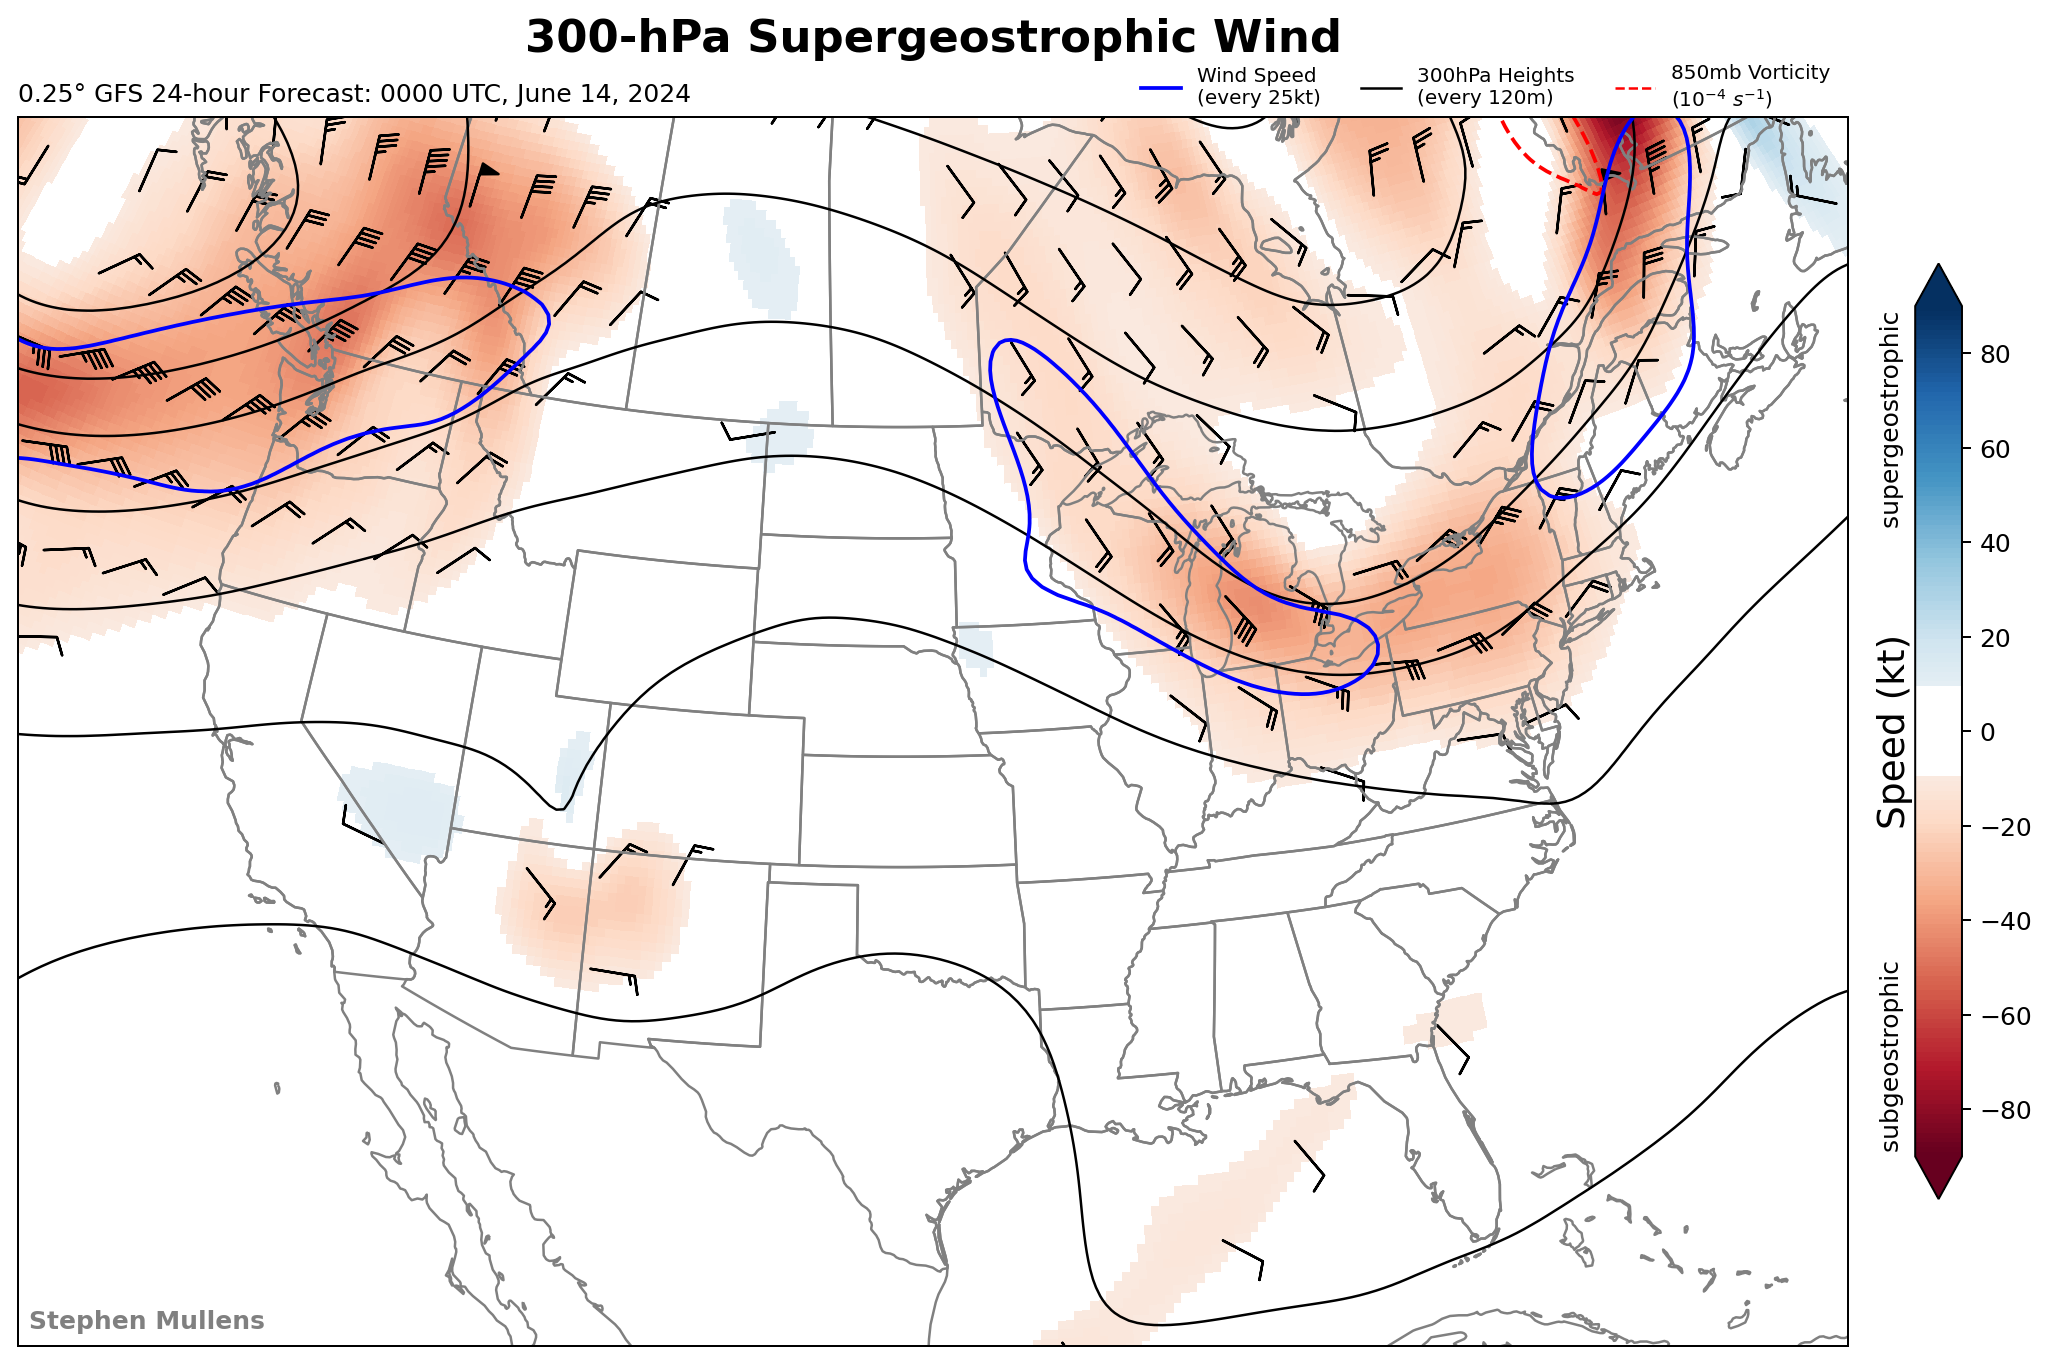 300-hPa Supergeostrophic Wind
0.25° GFS 24-hour Forecast: 0000 UTC, June 14, 2024
Wind Speed
(every 25kt)
300hPa Heights
(every 120m)
850mb Vorticity
(10⁻⁴ s⁻¹)
supergeostrophic
Speed (kt)
subgeostrophic
80
60
40
20
0
−20
−40
−60
−80
Stephen Mullens